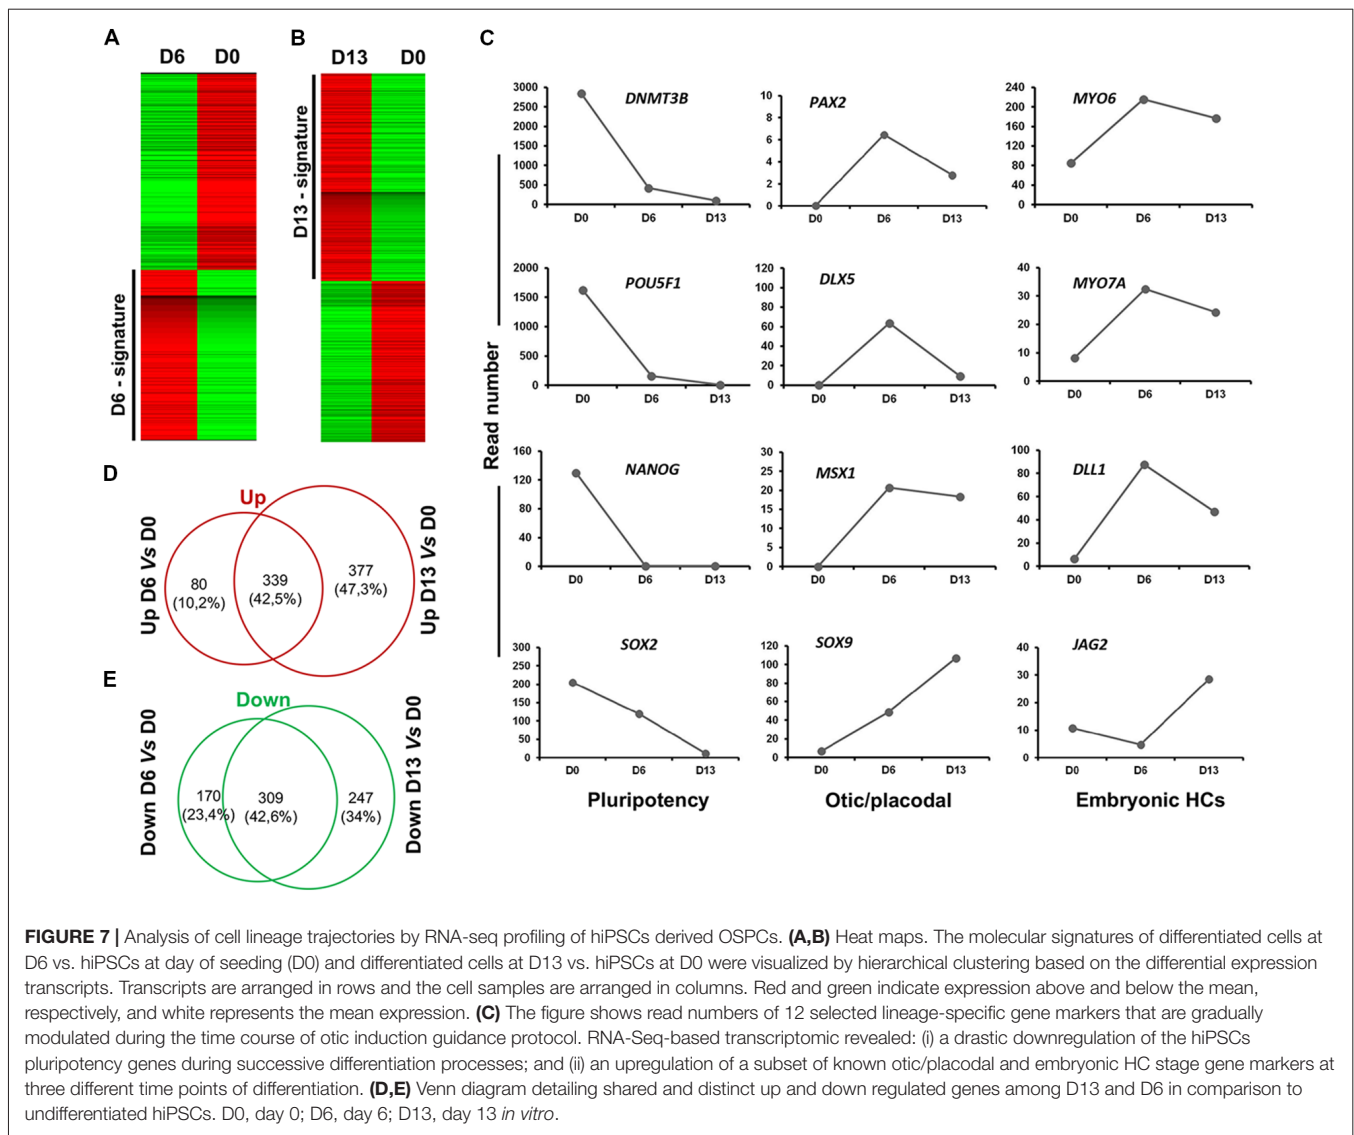 A
B
C
D6
D0
D13
D0
D6 - signature
D13 - signature
Read number
DNMT3B
3000
2500
2000
1500
1000
500
0
D0
D6
D13
PAX2
10
8
6
4
2
0
D0
D6
D13
MYO6
240
200
160
120
80
40
0
D0
D6
D13
POU5F1
2000
1500
1000
500
0
D0
D6
D13
DLX5
120
100
80
60
40
20
0
D0
D6
D13
MYO7A
40
30
20
10
0
D0
D6
D13
NANOG
160
120
80
40
0
D0
D6
D13
MSX1
30
25
20
15
10
5
0
D0
D6
D13
DLL1
100
80
60
40
20
0
D0
D6
D13
SOX2
300
250
200
150
100
50
0
D0
D6
D13
SOX9
120
100
80
60
40
20
0
D0
D6
D13
JAG2
40
30
20
10
0
D0
D6
D13
Pluripotency
Otic/placodal
Embryonic HCs
D
Up
Up D6 Vs D0
80
(10,2%)
339
(42,5%)
377
(47,3%)
Up D13 Vs D0
E
Down
Down D6 Vs D0
170
(23,4%)
309
(42,6%)
247
(34%)
Down D13 Vs D0
FIGURE 7 | Analysis of cell lineage trajectories by RNA-seq profiling of hiPSCs derived OSPCs. (A,B) Heat maps. The molecular signatures of differentiated cells at
D6 vs. hiPSCs at day of seeding (D0) and differentiated cells at D13 vs. hiPSCs at D0 were visualized by hierarchical clustering based on the differential expression
transcripts. Transcripts are arranged in rows and the cell samples are arranged in columns. Red and green indicate expression above and below the mean,
respectively, and white represents the mean expression. (C) The figure shows read numbers of 12 selected lineage-specific gene markers that are gradually
modulated during the time course of otic induction guidance protocol. RNA-Seq-based transcriptomic revealed: (i) a drastic downregulation of the hiPSCs
pluripotency genes during successive differentiation processes; and (ii) an upregulation of a subset of known otic/placodal and embryonic HC stage gene markers at
three different time points of differentiation. (D,E) Venn diagram detailing shared and distinct up and down regulated genes among D13 and D6 in comparison to
undifferentiated hiPSCs. D0, day 0; D6, day 6; D13, day 13 in vitro.